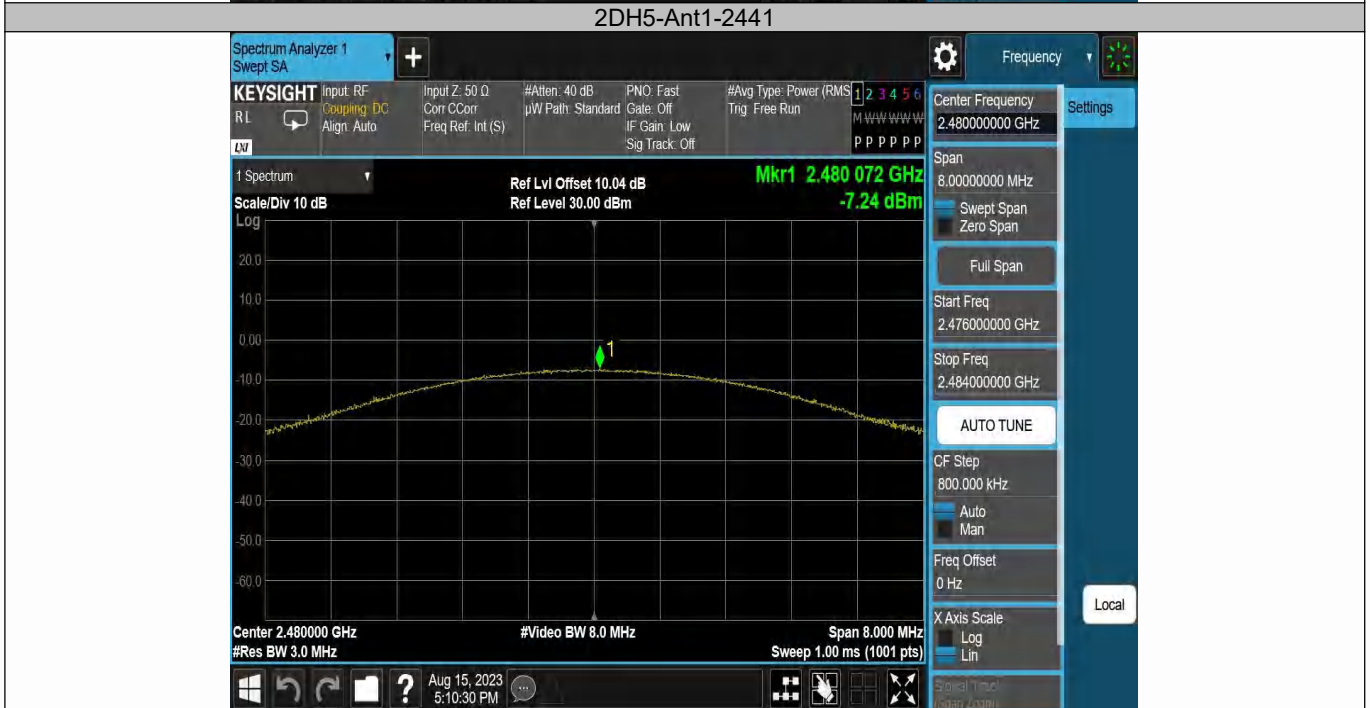 2DH5-Ant1-2441
Spectrum Analyzer 1
Swept SA
+
Frequency
KEYSIGHT
RL
LXI
Input: RF
Coupling: DC
Align: Auto
Input Z: 50 Ω
Corr CCorr
Freq Ref: Int (S)
#Atten: 40 dB
µW Path: Standard
PNO: Fast
Gate: Off
IF Gain: Low
Sig Track: Off
#Avg Type: Power (RMS
Trig: Free Run
1 2 3 4 5 6
M W W W W W
P P P P P P
1 Spectrum
Scale/Div 10 dB
Ref Lvl Offset 10.04 dB
Ref Level 30.00 dBm
Mkr1 2.480 072 GHz
-7.24 dBm
Log
20.0
10.0
0.00
-10.0
-20.0
-30.0
-40.0
-50.0
-60.0
1
Center 2.480000 GHz
#Res BW 3.0 MHz
#Video BW 8.0 MHz
Span 8.000 MHz
Sweep 1.00 ms (1001 pts)
Center Frequency
2.480000000 GHz
Settings
Span
8.00000000 MHz
Swept Span
Zero Span
Full Span
Start Freq
2.476000000 GHz
Stop Freq
2.484000000 GHz
AUTO TUNE
CF Step
800.000 kHz
Auto
Man
Freq Offset
0 Hz
X Axis Scale
Log
Lin
Local
Signal Track
(Span Zoom)
?
Aug 15, 2023
5:10:30 PM